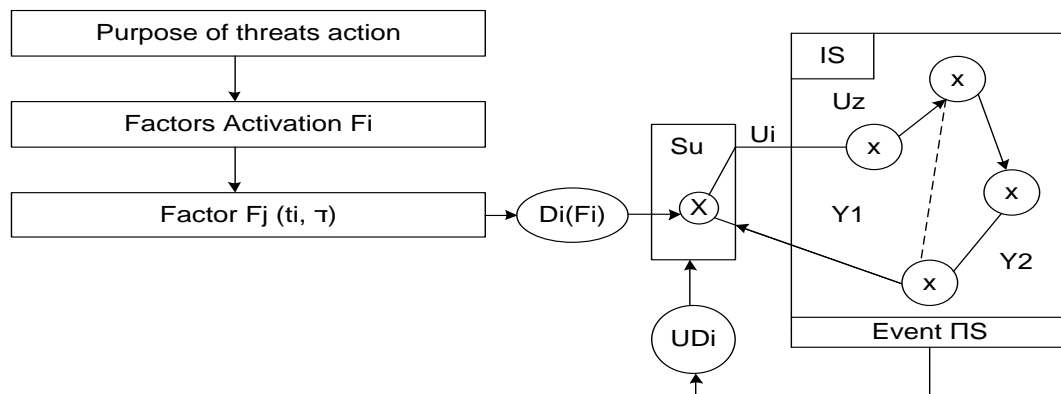 Purpose of threats action
Factors Activation Fi
Factor Fj (ti, τ)
Di(Fi)
Su
X
Ui
UDi
IS
Uz
x
x
x
x
Y1
Y2
Event ΠS